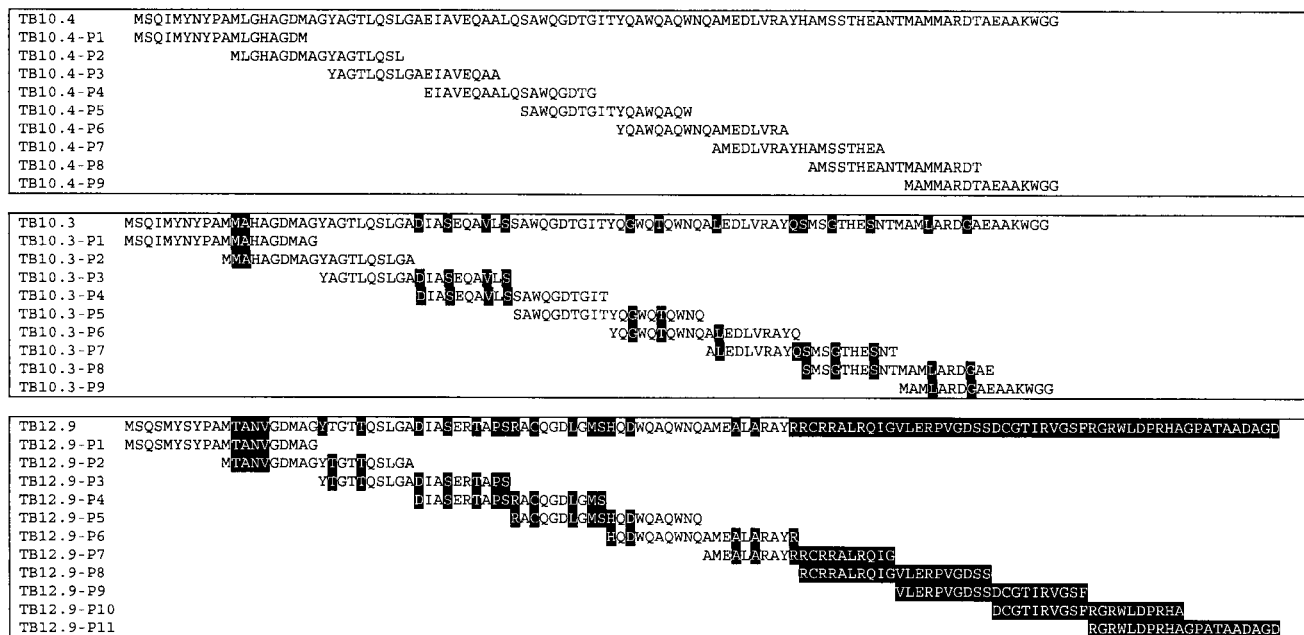 TB10.4 MSQIMYNYPAMLGHAGDMAGYAGTLQSLGAEIAVEQAALQSAWQGDTGITYQAWQAQWNQAMEDLVRAYHAMSSTHEANTMAMMARDTAEAAKWGG
TB10.4-P1 MSQIMYNYPAMLGHAGDM
TB10.4-P2 MLGHAGDMAGYAGTLQSL
TB10.4-P3 YAGTLQSLGAEIAVEQAA
TB10.4-P4 EIAVEQAALQSAWQGDTG
TB10.4-P5 SAWQGDTGITYQAWQAQW
TB10.4-P6 YQAWQAQWNQAMEDLVRA
TB10.4-P7 AMEDLVRAYHAMSSTHEA
TB10.4-P8 AMSSTHEANTMAMMARDT
TB10.4-P9 MAMMARDTAEAAKWGG
TB10.3 MSQIMYNYPAMMAHAGDMAGYAGTLQSLGADIASEQAVLSSAWQGDTGITYQGWQTQWNQALEDLVRAYQSMSGTHESNTMAMLARDGAEAAKWGG
TB10.3-P1 MSQIMYNYPAMMAHAGDMAG
TB10.3-P2 MMAHAGDMAGYAGTLQSLGA
TB10.3-P3 YAGTLQSLGADIASEQAVLS
TB10.3-P4 DIASEQAVLSSAWQGDTGIT
TB10.3-P5 SAWQGDTGITYQGWQTQWNQ
TB10.3-P6 YQGWQTQWNQALEDLVRAYQ
TB10.3-P7 ALEDLVRAYQSMSGTHESNT
TB10.3-P8 SMSGTHESNTMAMLARDGAE
TB10.3-P9 MAMLARDGAEAAKWGG
TB12.9 MSQSMYSYPAMTANVGDMAGYTGTTQSLGADIASERTAPSRACQGDLGMSHQDWQAQWNQAMEALARAYRRCRRALRQIGVLERPVGDSSDCGTIRVGSFRGRWLDPRHAGPATAADAGD
TB12.9-P1 MSQSMYSYPAMTANVGDMAG
TB12.9-P2 MTANVGDMAGYTGTTQSLGA
TB12.9-P3 YTGTTQSLGADIASERTAPS
TB12.9-P4 DIASERTAPSRACQGDLGMS
TB12.9-P5 RACQGDLGMSHQDWQAQWNQ
TB12.9-P6 HQDWQAQWNQAMEALARAYR
TB12.9-P7 AMEALARAYRRCRRALRQIG
TB12.9-P8 RCRRALRQIGVLERPVGDSS
TB12.9-P9 VLERPVGDSSDCGTIRVGSF
TB12.9-P10 DCGTIRVGSFRGRWLDPRHA
TB12.9-P11 RGRWLDPRHAGPATAADAGD